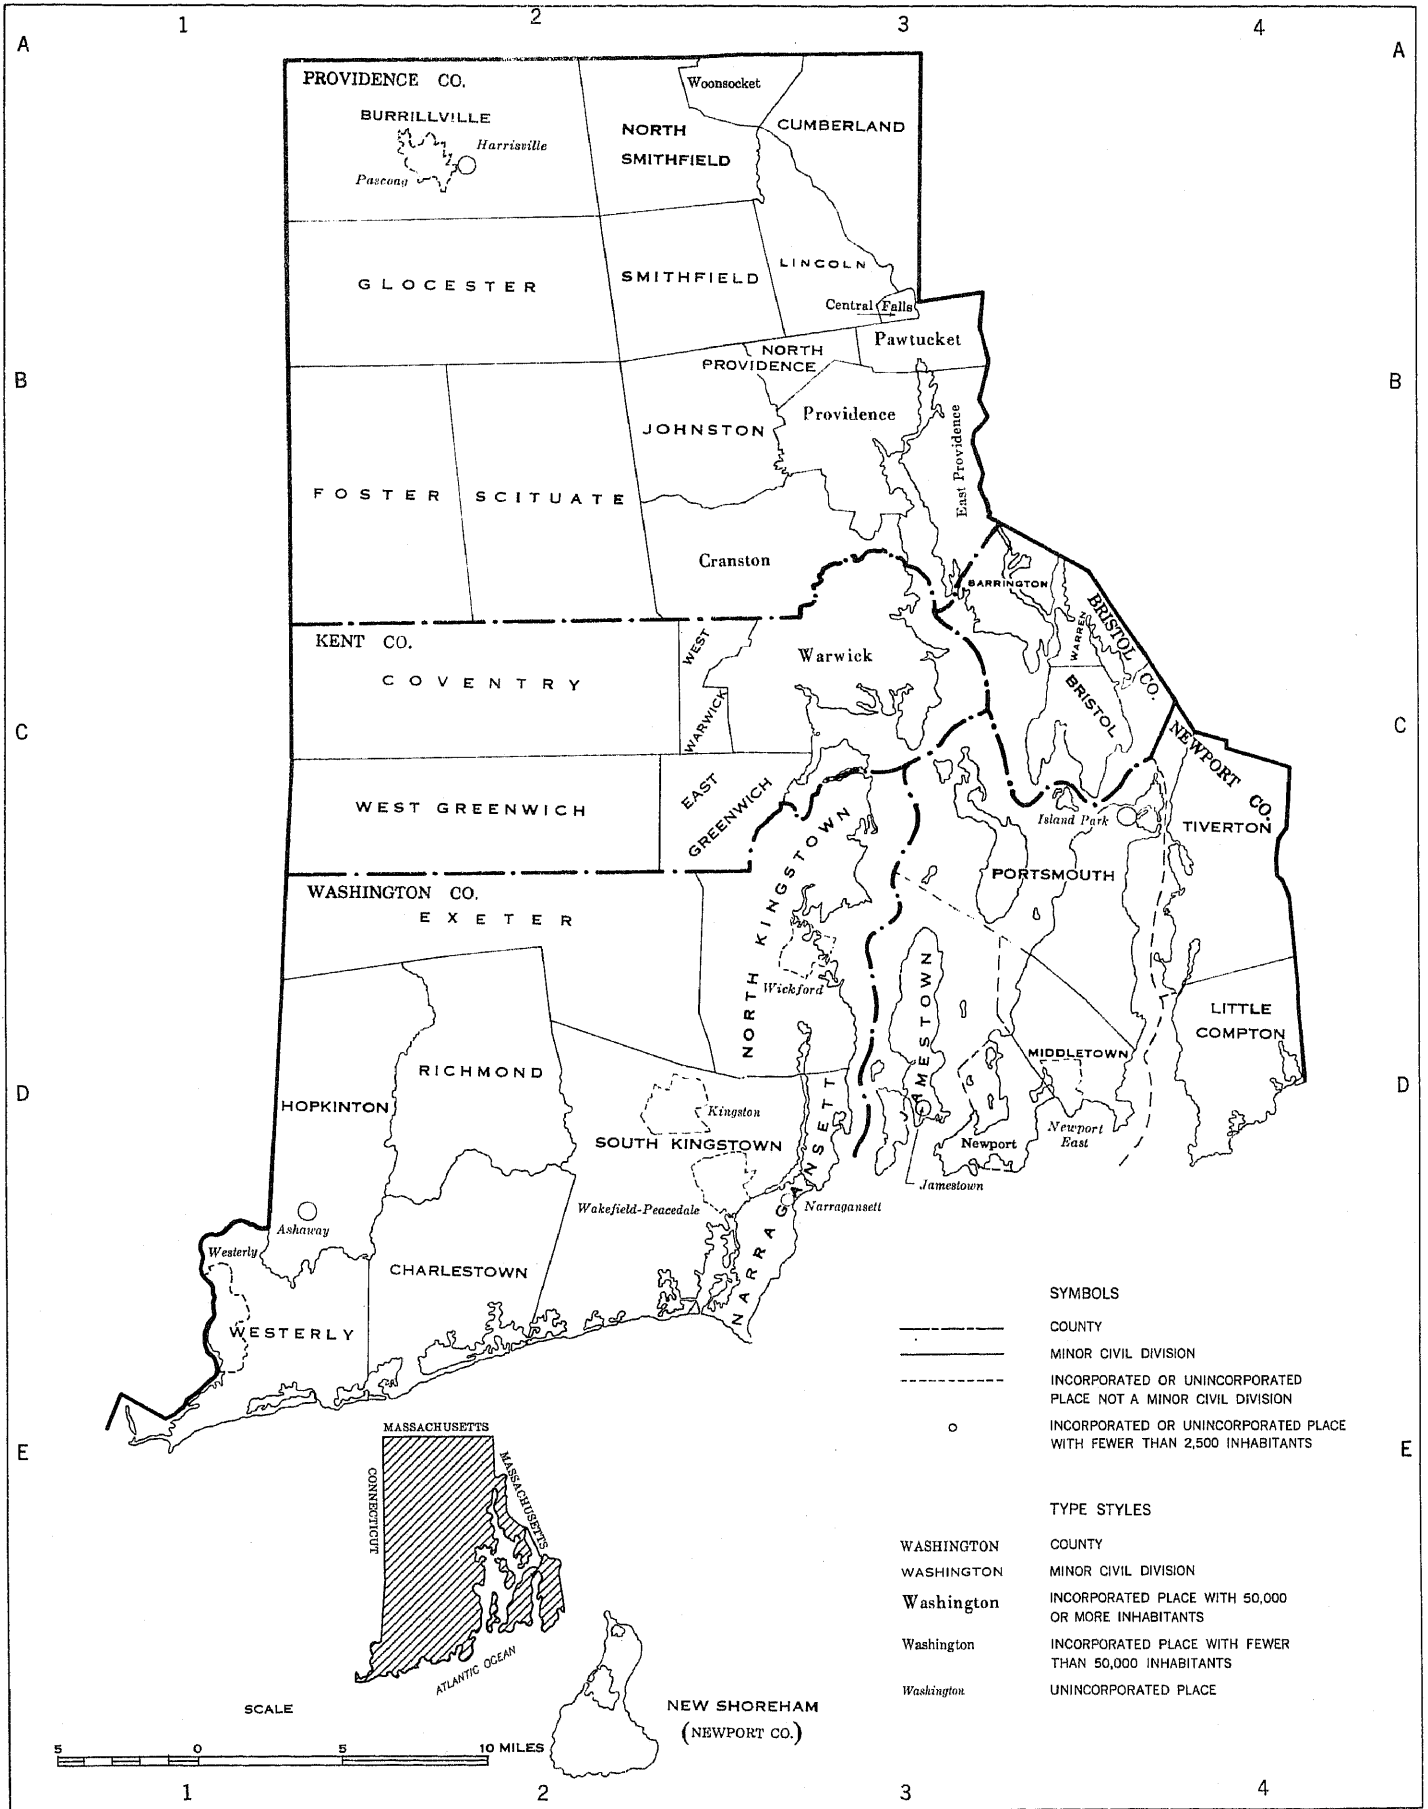 1 2 3 4
A A
PROVIDENCE CO.
Woonsocket
BURRILLVILLE
CUMBERLAND
NORTH
SMITHFIELD
Harrisville
Pascoag
GLOCESTER
SMITHFIELD
LINCOLN
Central Falls
Pawtucket
NORTH
PROVIDENCE
B B
Providence
JOHNSTON
East Providence
FOSTER
SCITUATE
Cranston
BARRINGTON
BRISTOL CO.
WARREN
KENT CO.
WEST
WARWICK
Warwick
COVENTRY
BRISTOL
C C
NEWPORT CO.
EAST
GREENWICH
WEST GREENWICH
Island Park
TIVERTON
PORTSMOUTH
WASHINGTON CO.
EXETER
NORTH KINGSTOWN
Wickford
JAMESTOWN
LITTLE
COMPTON
MIDDLETOWN
RICHMOND
D D
HOPKINTON
Kingston
SOUTH KINGSTOWN
Newport
Newport
East
Jamestown
NARRAGANSETT
Wakefield-Peacedale
Narragansett
Ashaway
Westerly
CHARLESTOWN
WESTERLY
SYMBOLS
COUNTY
MINOR CIVIL DIVISION
INCORPORATED OR UNINCORPORATED
PLACE NOT A MINOR CIVIL DIVISION
INCORPORATED OR UNINCORPORATED PLACE
WITH FEWER THAN 2,500 INHABITANTS
E E
MASSACHUSETTS
CONNECTICUT
MASSACHUSETTS
ATLANTIC OCEAN
TYPE STYLES
WASHINGTON COUNTY
WASHINGTON MINOR CIVIL DIVISION
Washington INCORPORATED PLACE WITH 50,000
OR MORE INHABITANTS
Washington INCORPORATED PLACE WITH FEWER
THAN 50,000 INHABITANTS
Washington UNINCORPORATED PLACE
NEW SHOREHAM
(NEWPORT CO.)
SCALE
5 0 5 10 MILES
1 2 3 4